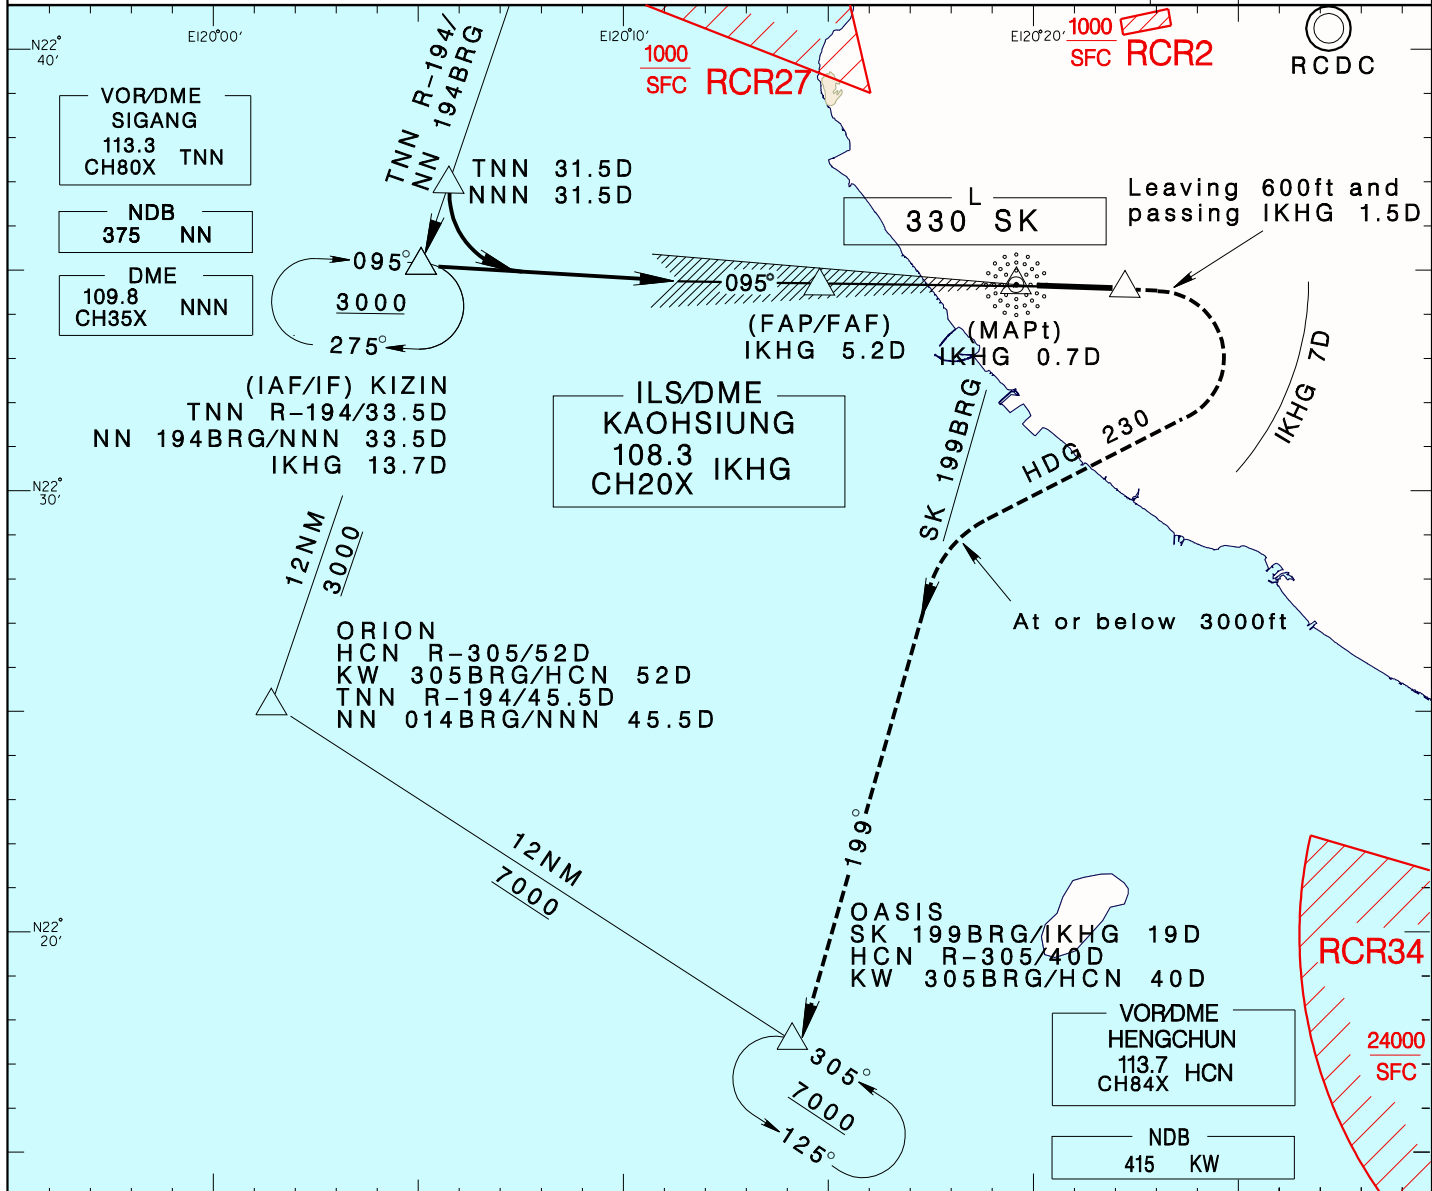 E120°00′
E120°10′
E120°20′
N22°
40′
TNN R-194/
NN 194BRG
1000
SFC
RCR27
1000
SFC
RCR2
RCDC
VOR/DME
SIGANG
113.3
CH80X
TNN
NDB
375 NN
DME
109.8
CH35X
NNN
TNN 31.5D
NNN 31.5D
L
330 SK
Leaving 600ft and
passing IKHG 1.5D
095°
3000
275°
095°
(FAP/FAF)
IKHG 5.2D
(MAPt)
IKHG 0.7D
IKHG 7D
(IAF/IF) KIZIN
TNN R-194/33.5D
NN 194BRG/NNN 33.5D
IKHG 13.7D
ILS/DME
KAOHSIUNG
108.3
CH20X
IKHG
SK 199BRG
HDG 230
N22°
30′
12NM
3000
At or below 3000ft
ORION
HCN R-305/52D
KW 305BRG/HCN 52D
TNN R-194/45.5D
NN 014BRG/NNN 45.5D
12NM
7000
199°
N22°
20′
OASIS
SK 199BRG/IKHG 19D
HCN R-305/40D
KW 305BRG/HCN 40D
RCR34
24000
SFC
VOR/DME
HENGCHUN
113.7
CH84X
HCN
305°
7000
125°
NDB
415 KW